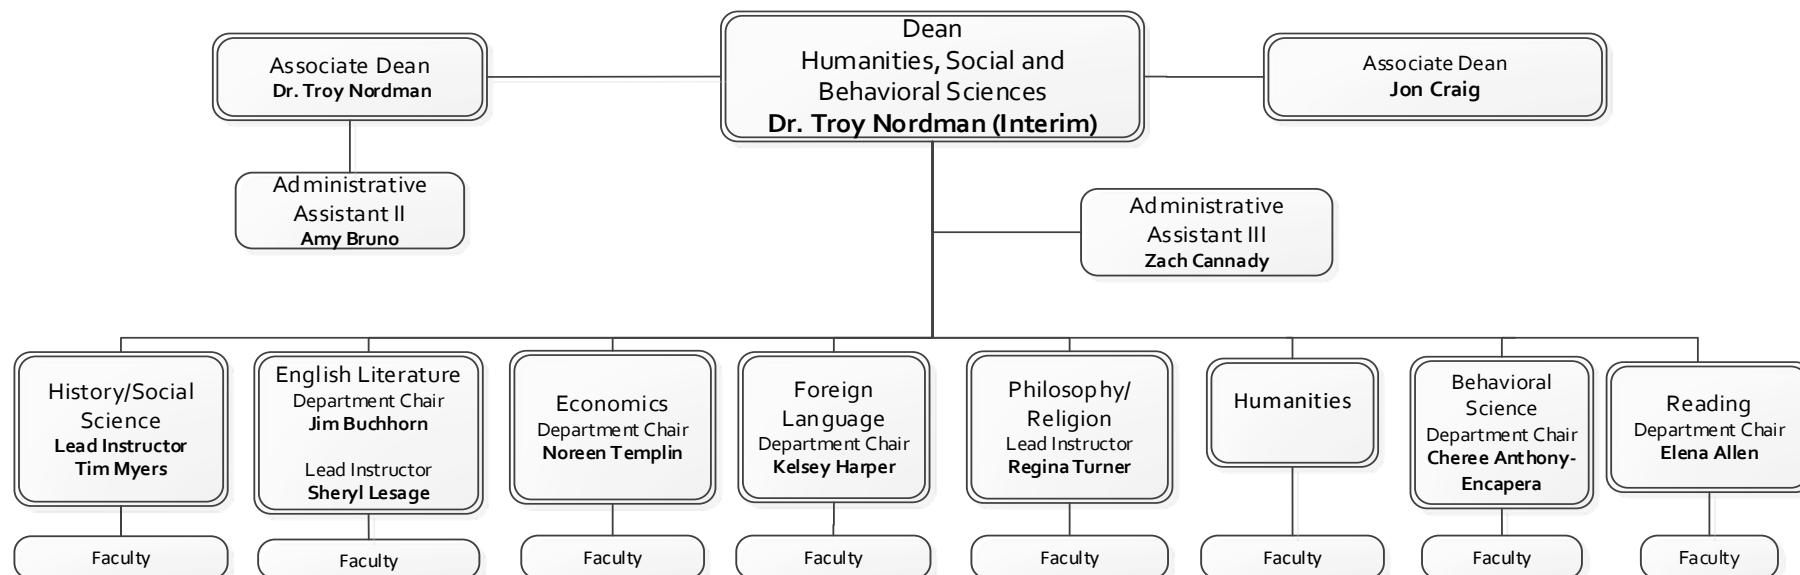 Dean
Humanities, Social and
Behavioral Sciences
Dr. Troy Nordman (Interim)
Associate Dean
Dr. Troy Nordman
Associate Dean
Jon Craig
Administrative
Assistant II
Amy Bruno
Administrative
Assistant III
Zach Cannady
History/Social
Science
Lead Instructor
Tim Myers
English Literature
Department Chair
Jim Buchhorn
Lead Instructor
Sheryl Lesage
Economics
Department Chair
Noreen Templin
Foreign
Language
Department Chair
Kelsey Harper
Philosophy/
Religion
Lead Instructor
Regina Turner
Humanities
Behavioral
Science
Department Chair
Cheree Anthony-
Encapera
Reading
Department Chair
Elena Allen
Faculty
Faculty
Faculty
Faculty
Faculty
Faculty
Faculty
Faculty